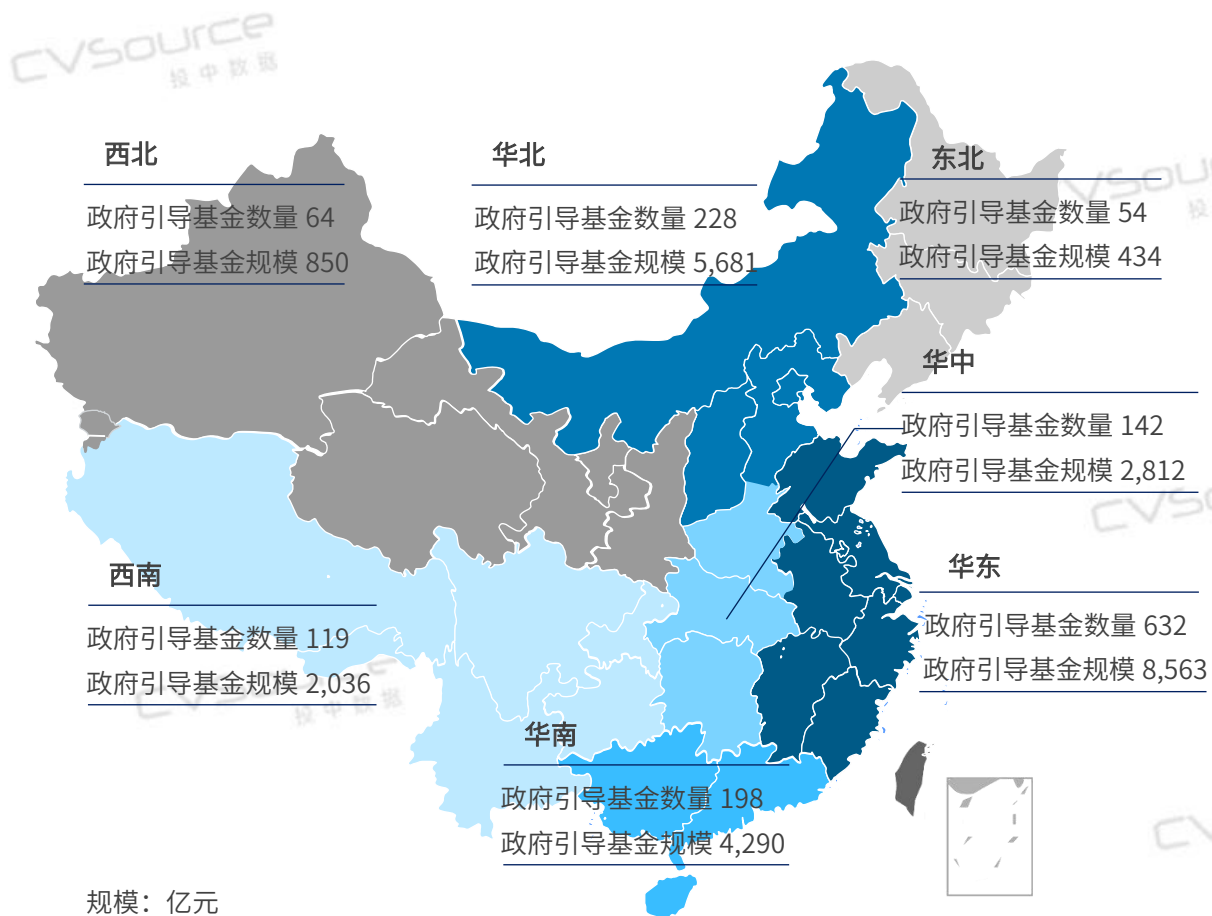 CVSource
投中数据
西北
政府引导基金数量 64
政府引导基金规模 850
华北
政府引导基金数量 228
政府引导基金规模 5,681
东北
政府引导基金数量 54
政府引导基金规模 434
华中
政府引导基金数量 142
政府引导基金规模 2,812
西南
政府引导基金数量 119
政府引导基金规模 2,036
华东
政府引导基金数量 632
政府引导基金规模 8,563
投中数据
华南
政府引导基金数量 198
政府引导基金规模 4,290
规模：亿元